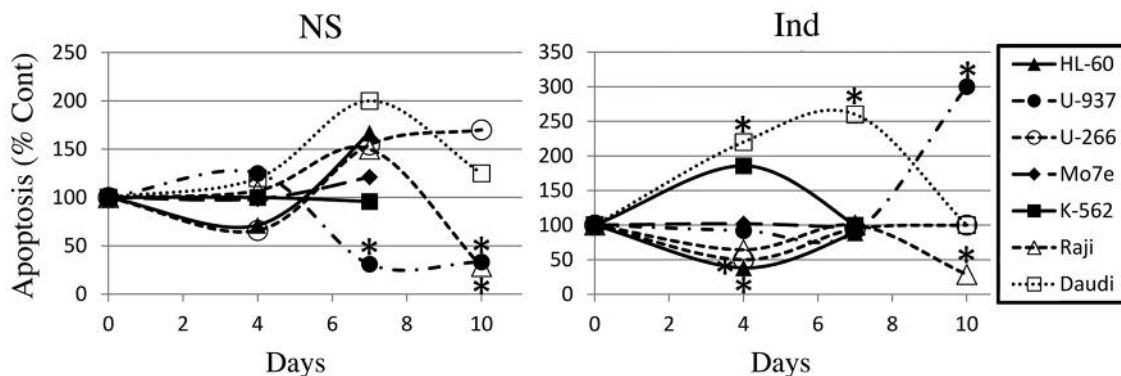 NS
Ind
Apoptosis (% Cont)
250
200
150
100
50
0
0 2 4 6 8 10
Days
350
300
250
200
150
100
50
0
0 2 4 6 8 10
Days
* * *
* * * * * *
HL-60
U-937
U-266
Mo7e
K-562
Raji
Daudi